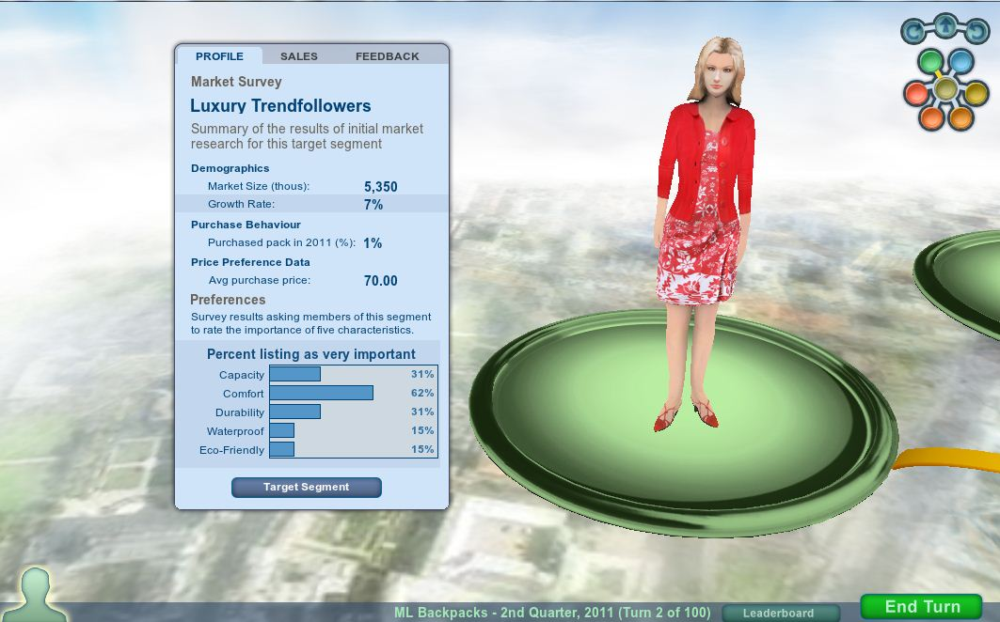 PROFILE SALES FEEDBACK
Market Survey
Luxury Trendfollowers
Summary of the results of initial market
research for this target segment
Demographics
Market Size (thous): 5,350
Growth Rate: 7%
Purchase Behaviour
Purchased pack in 2011 (%): 1%
Price Preference Data
Avg purchase price: 70.00
Preferences
Survey results asking members of this segment
to rate the importance of five characteristics.
Percent listing as very important
Capacity 31%
Comfort 62%
Durability 31%
Waterproof 15%
Eco-Friendly 15%
Target Segment
ML Backpacks - 2nd Quarter, 2011 (Turn 2 of 100) Leaderboard End Turn